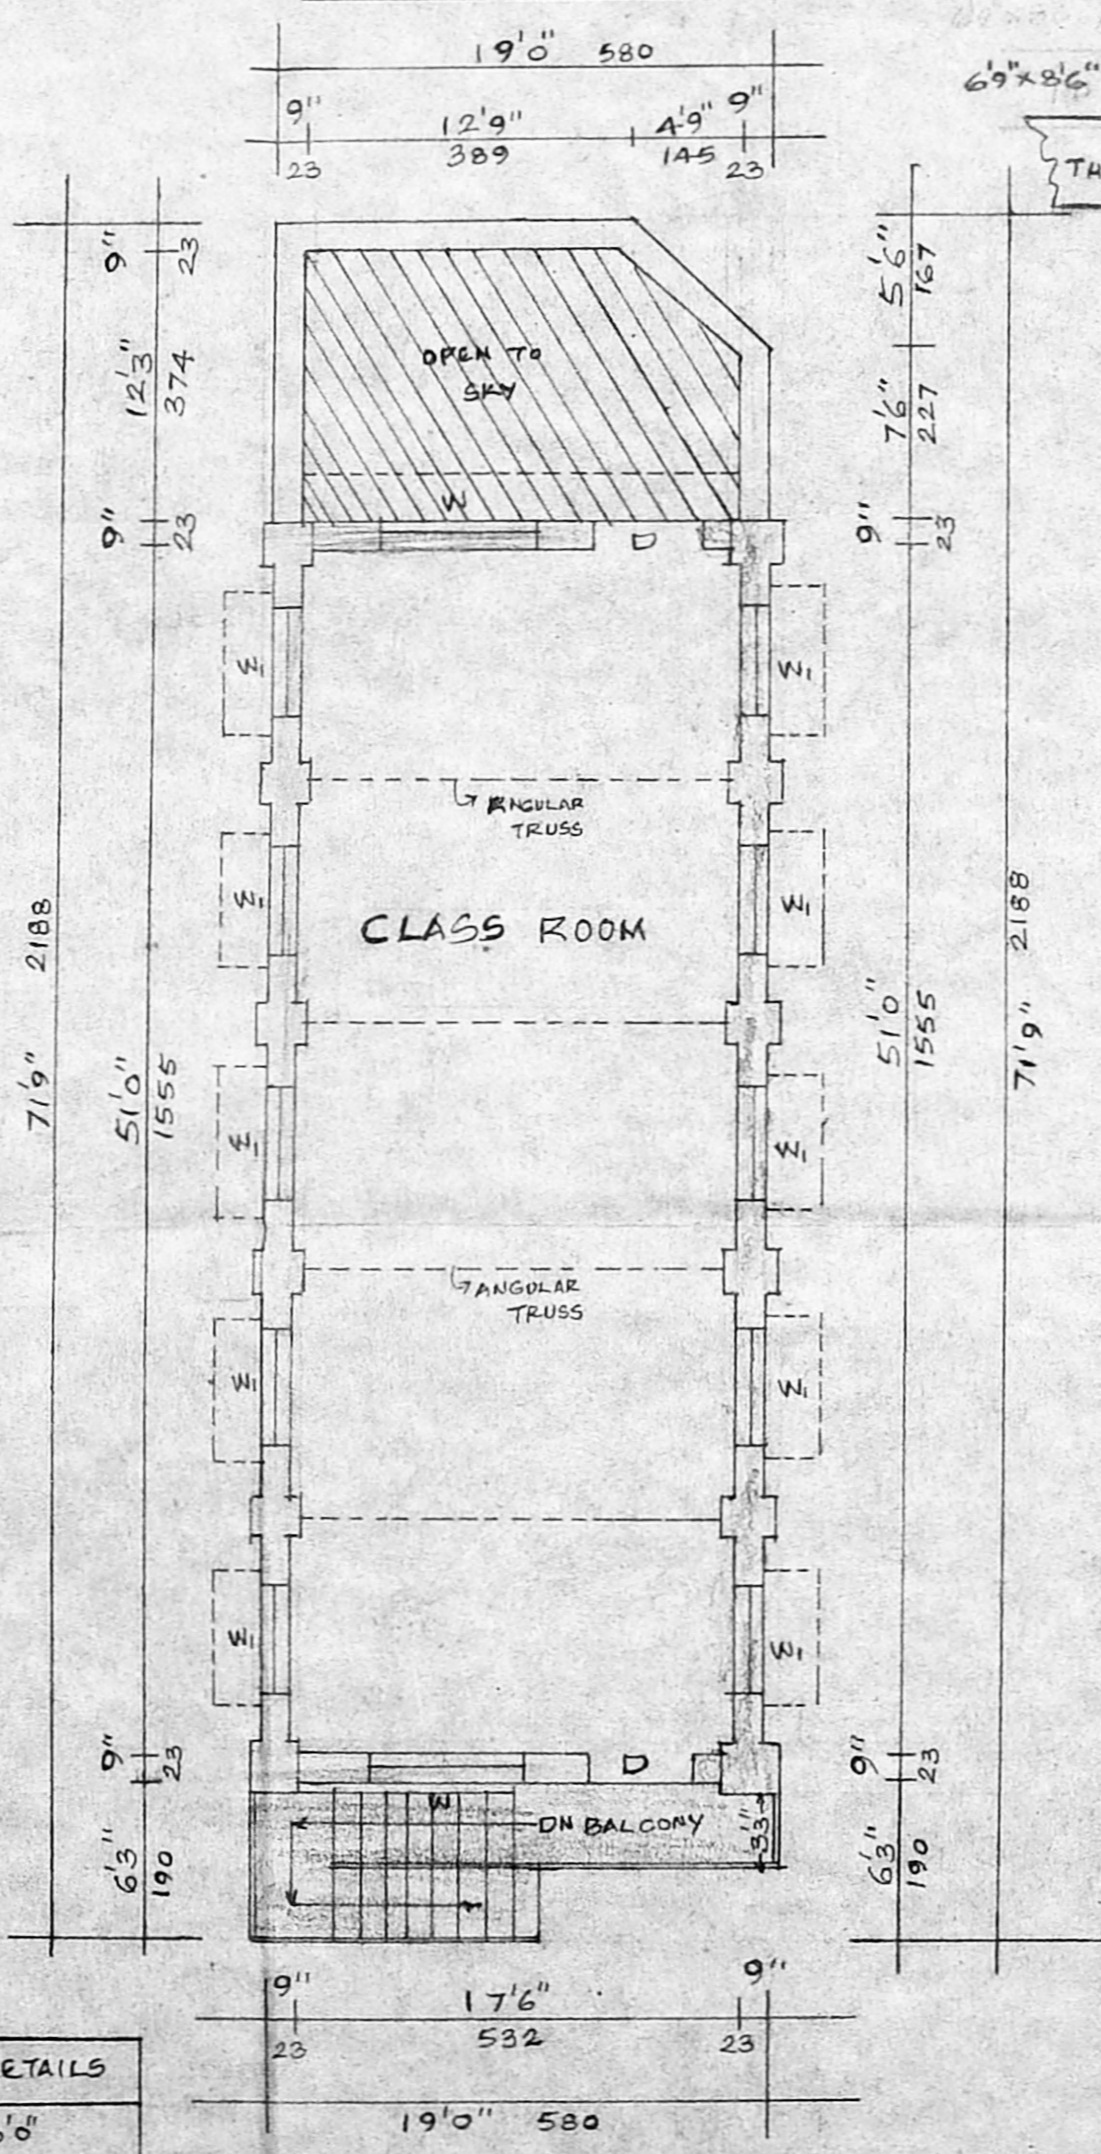 19'0" 580
6'9"x8'6"
9" 12'9" 4'9" 9"
23 389 145 23
TH
9" 23
5'6" 167
12'3" 374
OPEN TO
SKY
7'6" 227
W
9" 23
D
9" 23
W1 W1
ANGULAR
TRUSS
W1 W1
CLASS ROOM
71'9" 2188
51'0" 1555
51'0" 1555
71'9" 2188
W1 W1
ANGULAR
TRUSS
W1 W1
W1 W1
9" 23
D
9" 23
W
DN BALCONY
3'3"
6'3" 190
6'3" 190
9" 17'6" 9"
23 532 23
ETAILS
19'0" 580
'0"